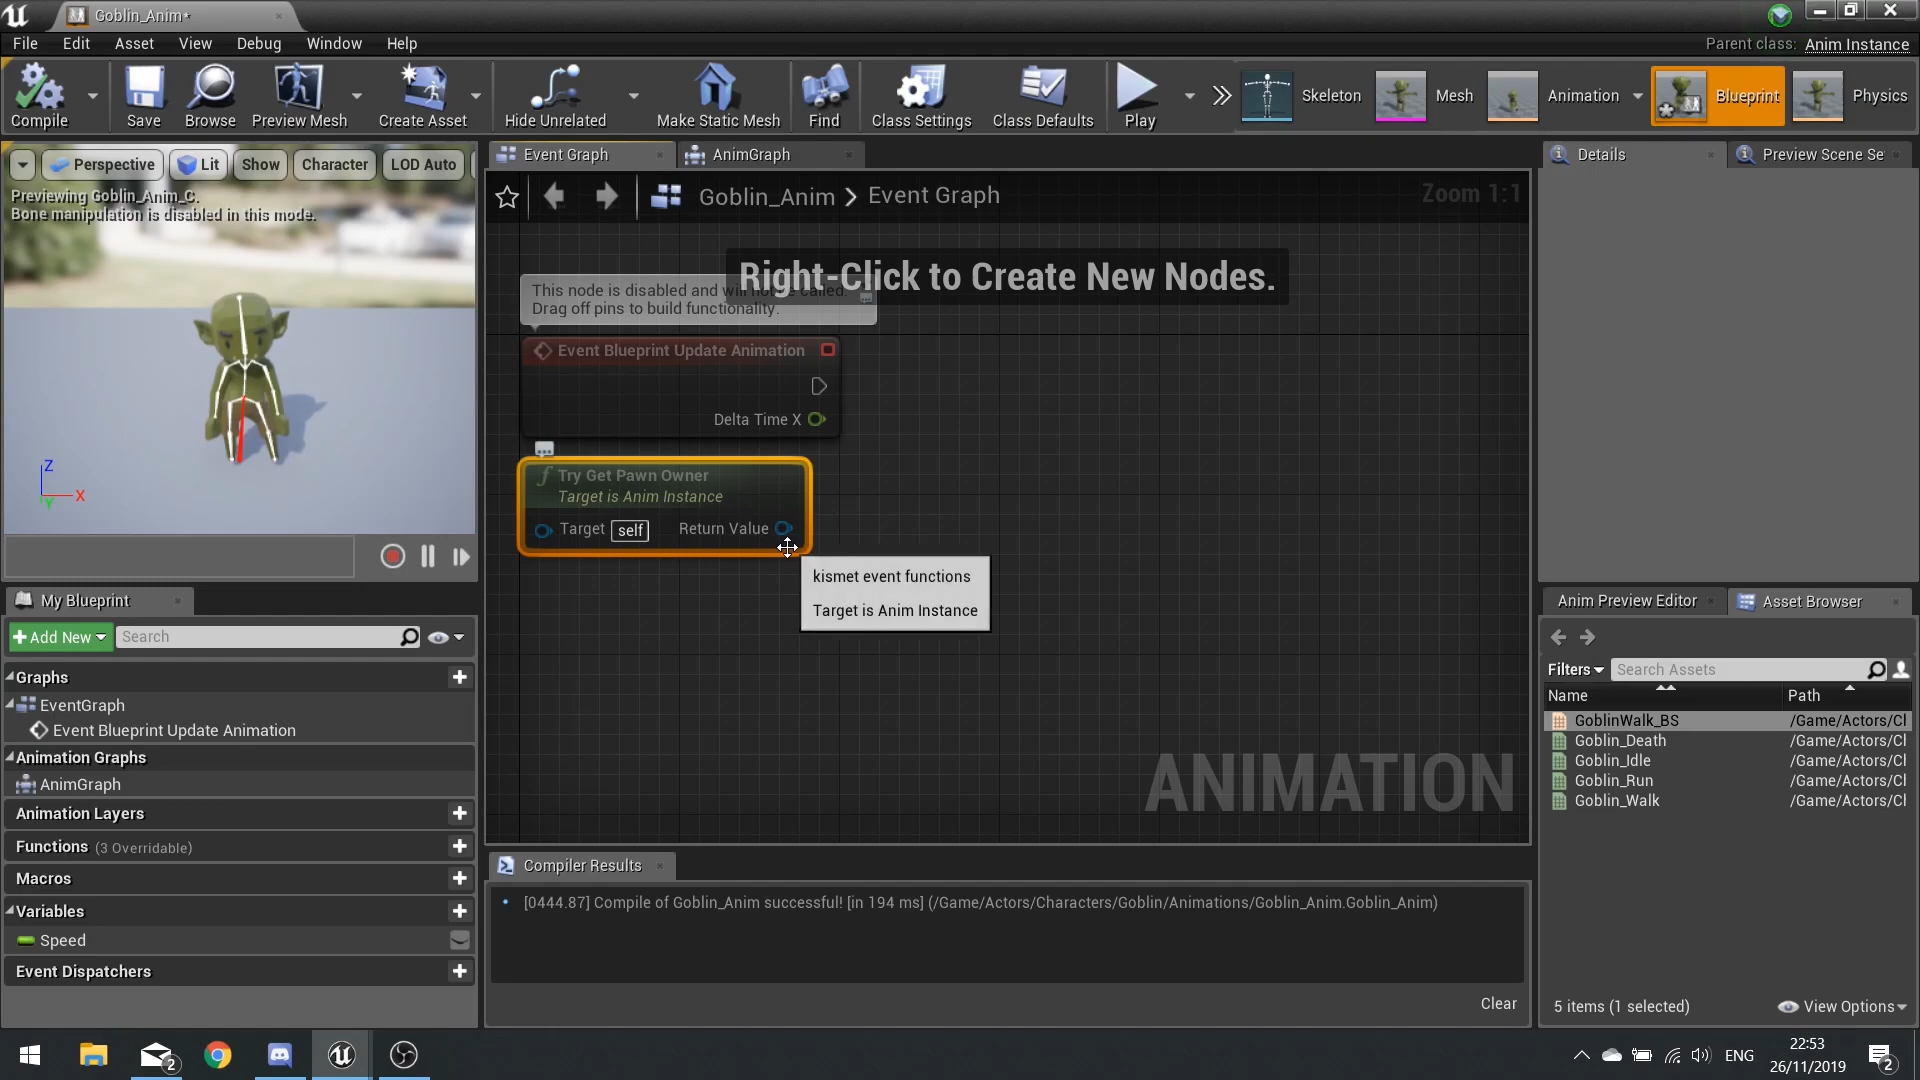 Goblin_Anim*
File Edit Asset View Debug Window Help
Parent class: Anim Instance
Compile
Save
Browse
Preview Mesh
Create Asset
Hide Unrelated
Make Static Mesh
Find
Class Settings
Class Defaults
Play
Skeleton
Mesh
Animation
Blueprint
Physics
Perspective
Lit
Show
Character
LOD Auto
Previewing Goblin_Anim_C.
Bone manipulation is disabled in this mode.
Z
X
Y
Event Graph
AnimGraph
Goblin_Anim > Event Graph
Zoom 1:1
Right-Click to Create New Nodes.
This node is disabled and will not be called.
Drag off pins to build functionality.
Event Blueprint Update Animation
Delta Time X
Try Get Pawn Owner
Target is Anim Instance
Target self Return Value
kismet event functions
Target is Anim Instance
ANIMATION
My Blueprint
+Add New
Search
Graphs
EventGraph
Event Blueprint Update Animation
Animation Graphs
AnimGraph
Animation Layers
Functions (3 Overridable)
Macros
Variables
Speed
Event Dispatchers
Compiler Results
[0444.87] Compile of Goblin_Anim successful! [in 194 ms] (/Game/Actors/Characters/Goblin/Animations/Goblin_Anim.Goblin_Anim)
Clear
Details
Preview Scene Se
Anim Preview Editor
Asset Browser
Filters
Search Assets
Name Path
GoblinWalk_BS /Game/Actors/Cl
Goblin_Death /Game/Actors/Cl
Goblin_Idle /Game/Actors/Cl
Goblin_Run /Game/Actors/Cl
Goblin_Walk /Game/Actors/Cl
5 items (1 selected)
View Options
2
ENG
22:53
26/11/2019
2